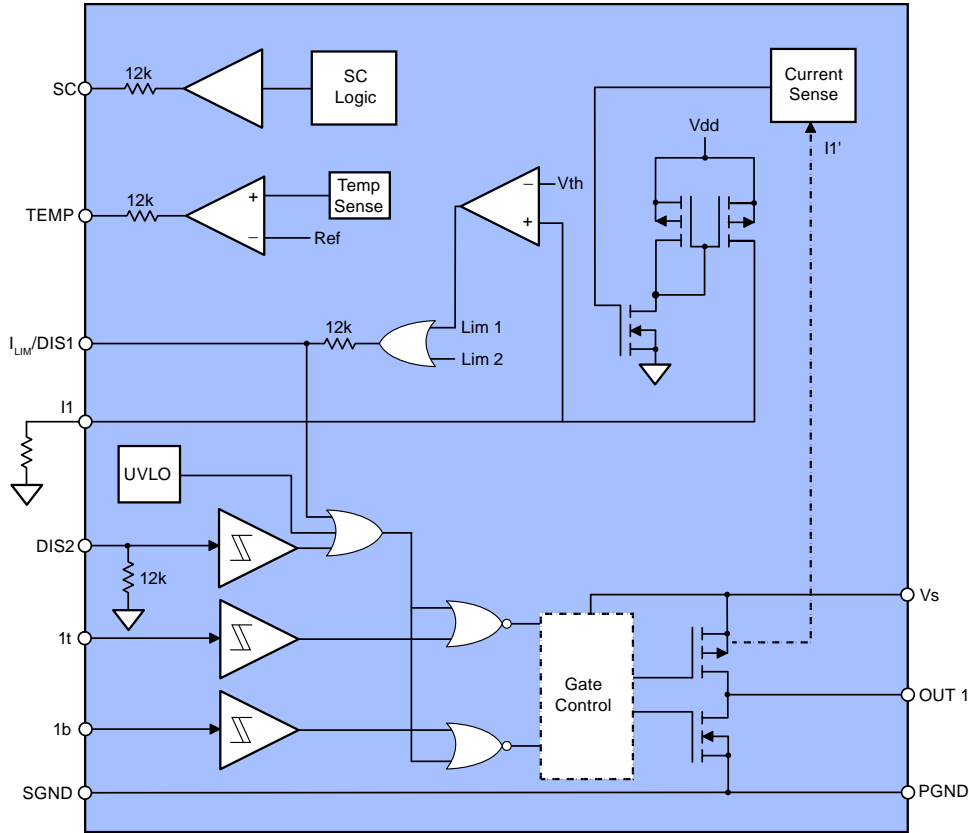 SC
12k
SC
Logic
Current
Sense
Vdd
I1'
TEMP
12k
+
−
Temp
Sense
Ref
−
Vth
+
ILIM/DIS1
12k
Lim 1
Lim 2
I1
UVLO
DIS2
12k
Vs
1t
Gate
Control
OUT 1
1b
SGND
PGND